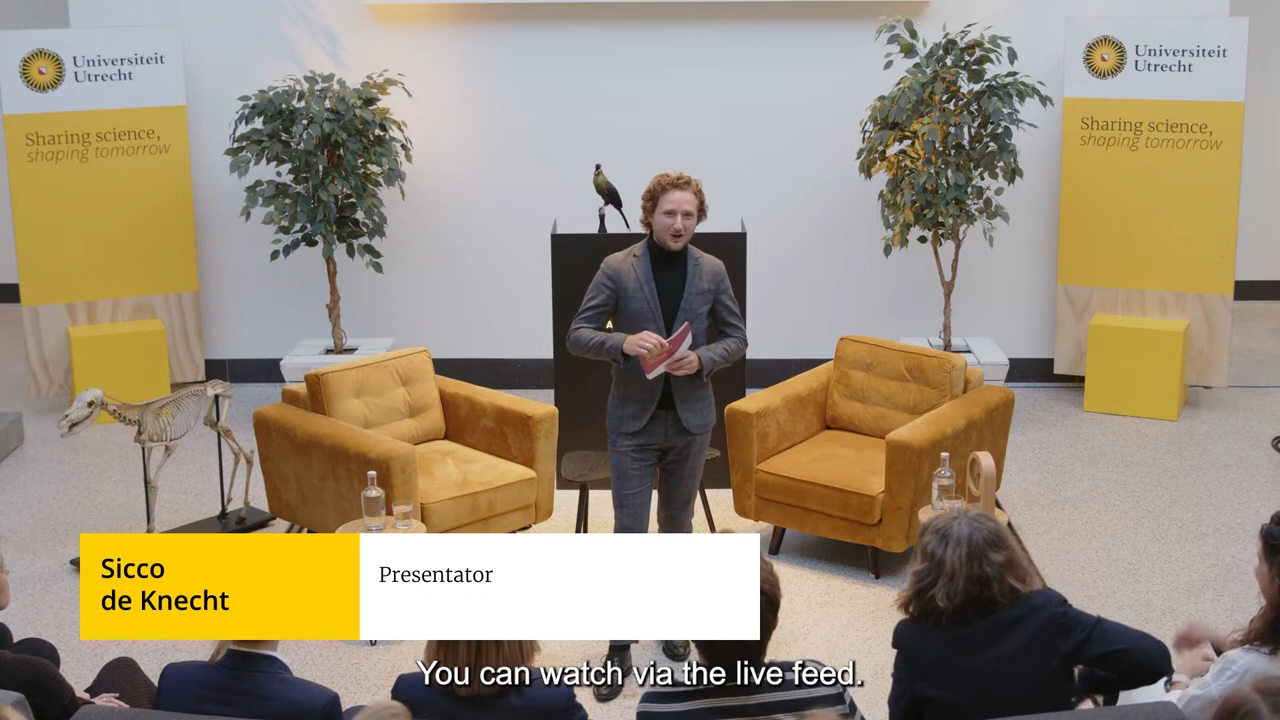 Universiteit
Utrecht
Sharing science,
shaping tomorrow
Universiteit
Utrecht
Sharing science,
shaping tomorrow
A
Sicco
de Knecht
Presentator
You can watch via the live feed.